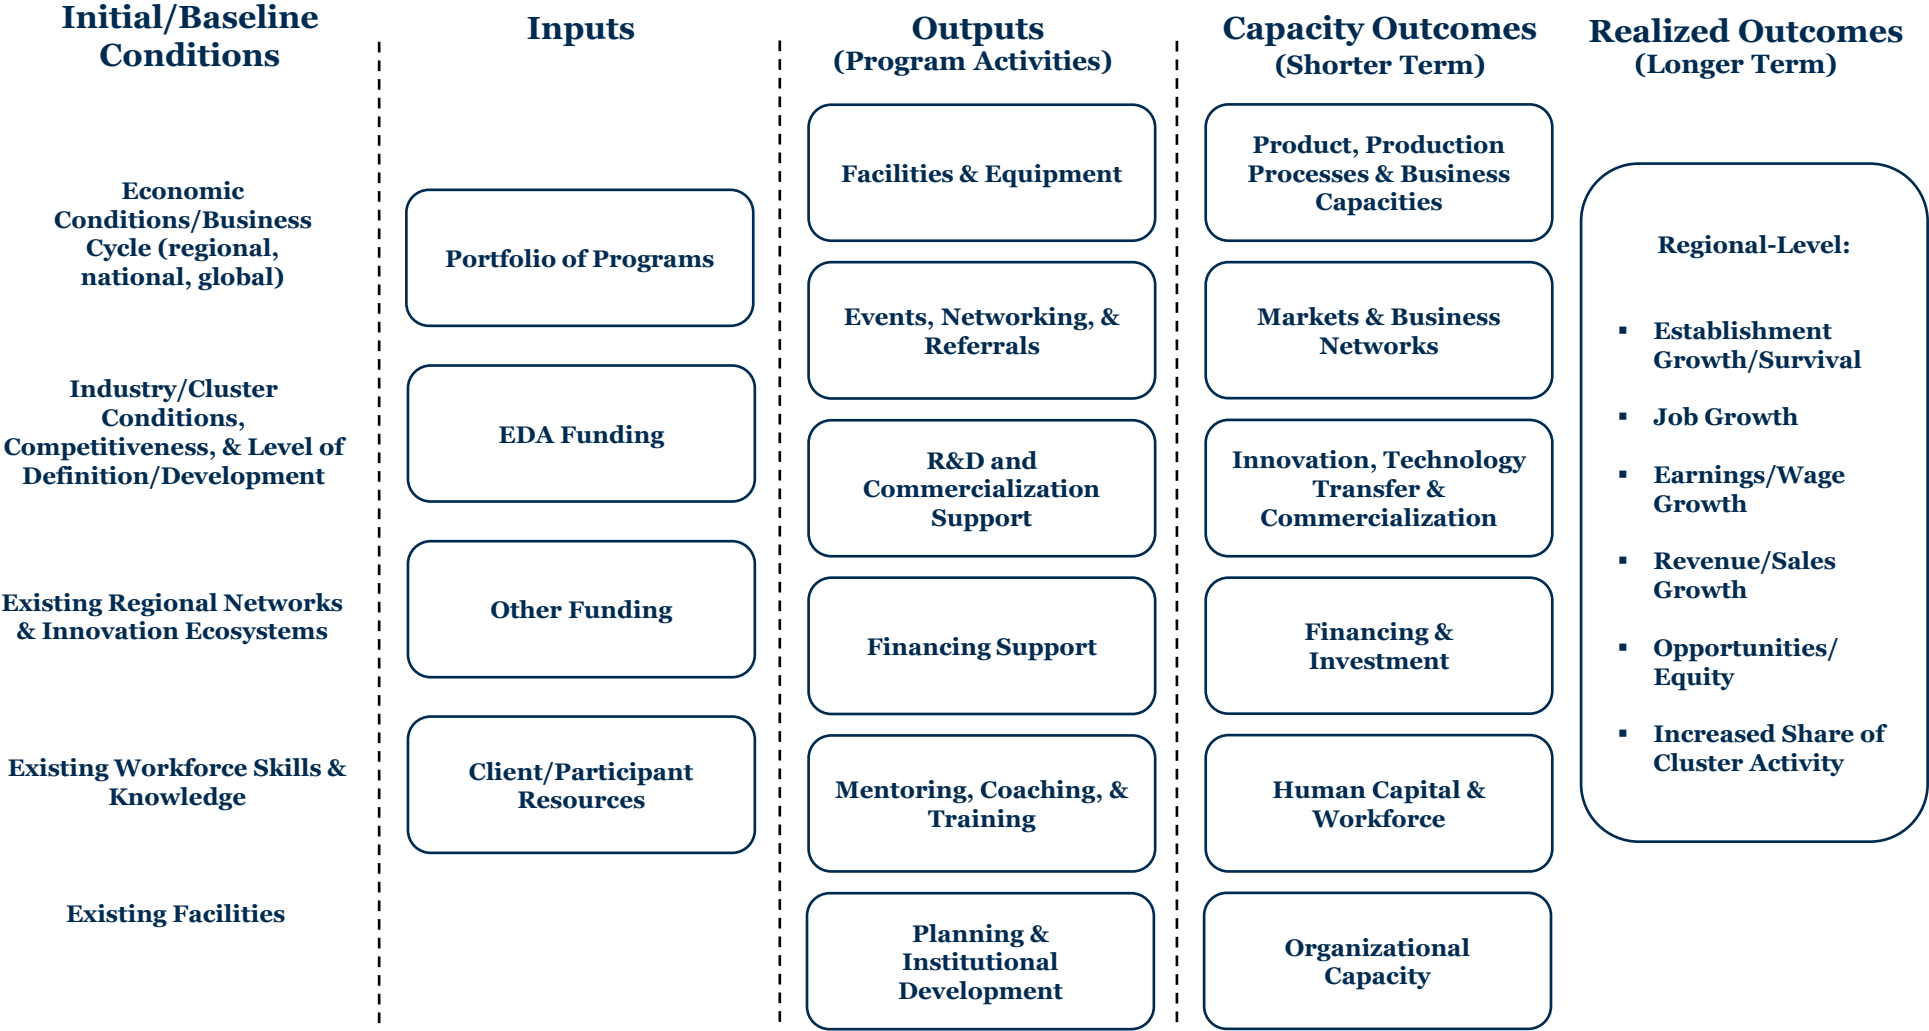 Initial/Baseline
Conditions
Economic
Conditions/Business
Cycle (regional,
national, global)
Industry/Cluster
Conditions,
Competitiveness, & Level of
Definition/Development
Existing Regional Networks
& Innovation Ecosystems
Existing Workforce Skills &
Knowledge
Existing Facilities
Inputs
Portfolio of Programs
EDA Funding
Other Funding
Client/Participant
Resources
Outputs
(Program Activities)
Facilities & Equipment
Events, Networking, &
Referrals
R&D and
Commercialization
Support
Financing Support
Mentoring, Coaching, &
Training
Planning &
Institutional
Development
Capacity Outcomes
(Shorter Term)
Product, Production
Processes & Business
Capacities
Markets & Business
Networks
Innovation, Technology
Transfer &
Commercialization
Financing &
Investment
Human Capital &
Workforce
Organizational
Capacity
Realized Outcomes
(Longer Term)
Regional-Level:
▪ Establishment
Growth/Survival
▪ Job Growth
▪ Earnings/Wage
Growth
▪ Revenue/Sales
Growth
▪ Opportunities/
Equity
▪ Increased Share of
Cluster Activity